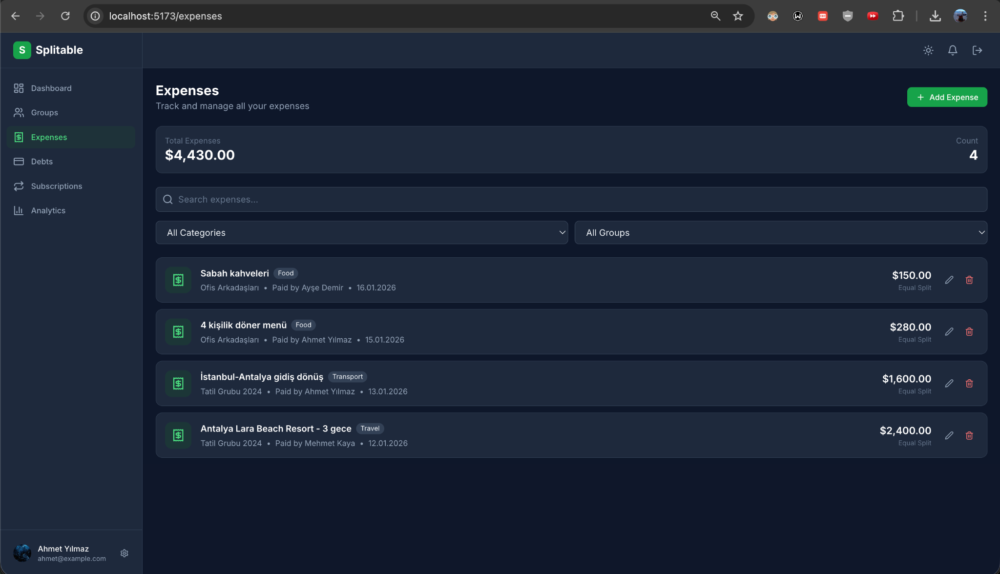 localhost:5173/expenses
S Splitable
Dashboard
Groups
Expenses
Debts
Subscriptions
Analytics
Ahmet Yılmaz
ahmet@example.com
Expenses
Track and manage all your expenses
+ Add Expense
Total Expenses
$4,430.00
Count
4
Search expenses...
All Categories
All Groups
Sabah kahveleri Food
Ofis Arkadaşları • Paid by Ayşe Demir • 16.01.2026
$150.00
Equal Split
4 kişilik döner menü Food
Ofis Arkadaşları • Paid by Ahmet Yılmaz • 15.01.2026
$280.00
Equal Split
İstanbul-Antalya gidiş dönüş Transport
Tatil Grubu 2024 • Paid by Ahmet Yılmaz • 13.01.2026
$1,600.00
Equal Split
Antalya Lara Beach Resort - 3 gece Travel
Tatil Grubu 2024 • Paid by Mehmet Kaya • 12.01.2026
$2,400.00
Equal Split